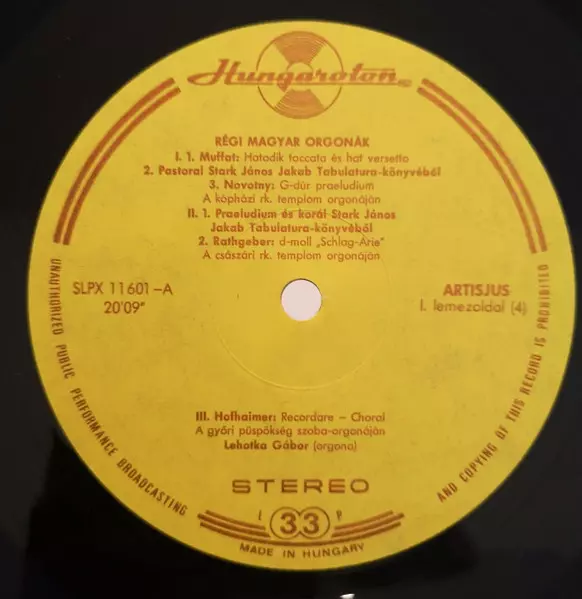 Hungaroton
RÉGI MAGYAR ORGONÁK
I. 1. Muffat: Hatodik toccata és hat versetto
2. Pastoral Stark János Jakab Tabulatura-könyvéből
3. Novotny: G-dúr praeludium
A kópházi rk. templom orgonáján
II. 1. Praeludium és korál Stark János
Jakab Tabulatura-könyvéből
2. Rathgeber: d-moll „Schlag-Arie”
A császári rk. templom orgonáján
SLPX 11601-A
20'09"
ARTISJUS
I. lemezoldal (4)
III. Hofhaimer: Recordare – Choral
A győri püspökség szoba-orgonáján
Lehotka Gábor (orgona)
STEREO
L 33 P
MADE IN HUNGARY
UNAUTHORIZED PUBLIC PERFORMANCE BROADCASTING
AND COPYING OF THIS RECORD IS PROHIBITED